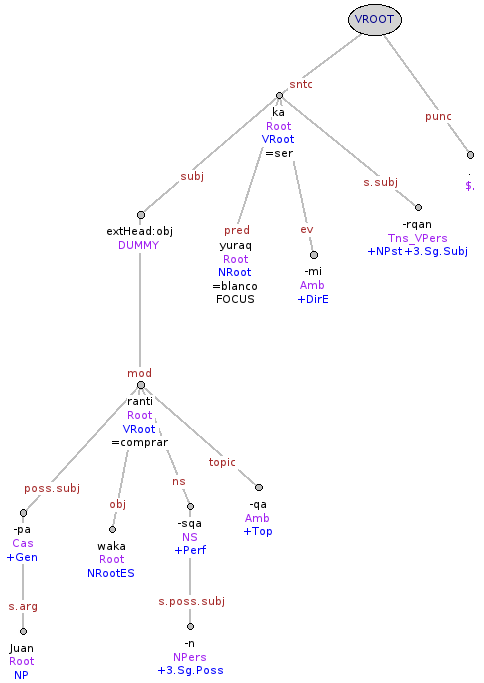 VROOT
sntc
punc
ka
Root
VRoot
=ser
.
$.
subj
s.subj
extHead:obj
DUMMY
pred
yuraq
Root
NRoot
=blanco
FOCUS
ev
-mi
Amb
+DirE
-rqan
Tns_VPers
+NPst+3.Sg.Subj
mod
ranti
Root
VRoot
=comprar
poss.subj
obj
ns
topic
-pa
Cas
+Gen
waka
Root
NRootES
-sqa
NS
+Perf
-qa
Amb
+Top
s.arg
s.poss.subj
Juan
Root
NP
-n
NPers
+3.Sg.Poss